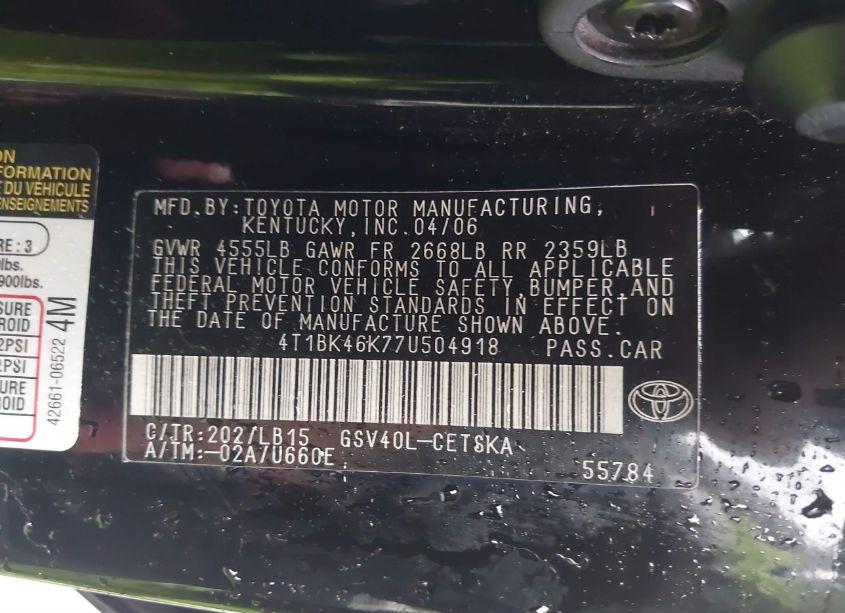 ON
FORMATION
DU VÉHICULE
ENSEIGNEMENTS
RE : 3
lbs.
900lbs.
SSURE
ROID
2PSI
2PSI
SURE
ROID
42661-06522 4M
MFD.BY:TOYOTA MOTOR MANUFACTURING,
KENTUCKY,INC.04/06
GVWR 4555LB GAWR FR 2668LB RR 2359LB
THIS VEHICLE CONFORMS TO ALL APPLICABLE
FEDERAL MOTOR VEHICLE SAFETY,BUMPER,AND
THEFT PREVENTION STANDARDS IN EFFECT ON
THE DATE OF MANUFACTURE SHOWN ABOVE.
4T1BK46K77U504918 PASS.CAR
C/TR:202/LB15 GSV40L-CETSKA
A/TM:-02A/U660E
55784